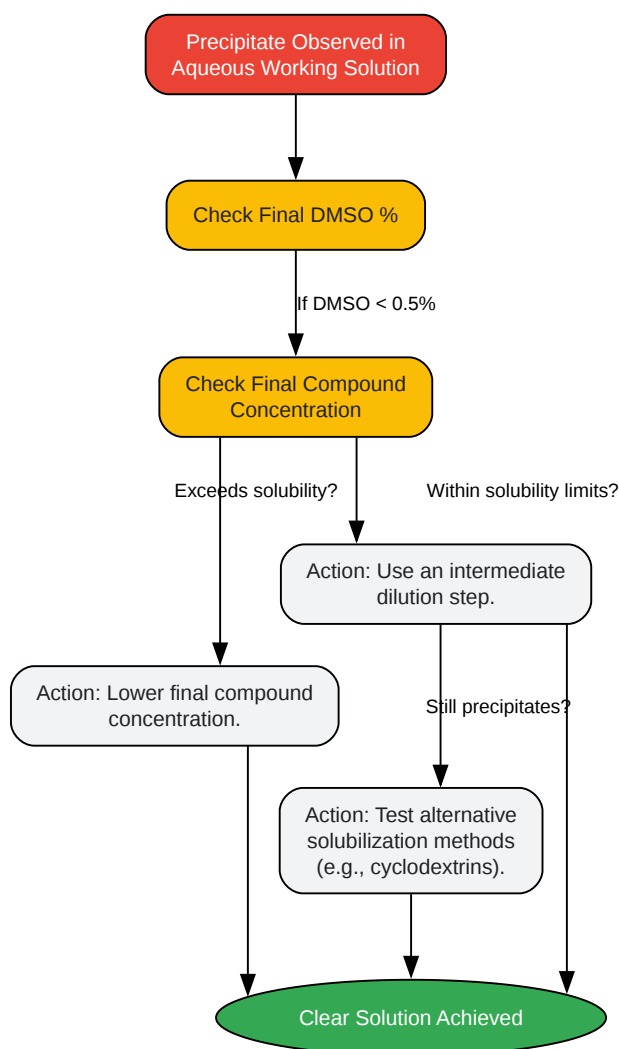 Precipitate Observed in
Aqueous Working Solution
Check Final DMSO %
If DMSO < 0.5%
Check Final Compound
Concentration
Exceeds solubility?
Within solubility limits?
Action: Use an intermediate
dilution step.
Action: Lower final compound
concentration.
Still precipitates?
Action: Test alternative
solubilization methods
(e.g., cyclodextrins).
Clear Solution Achieved